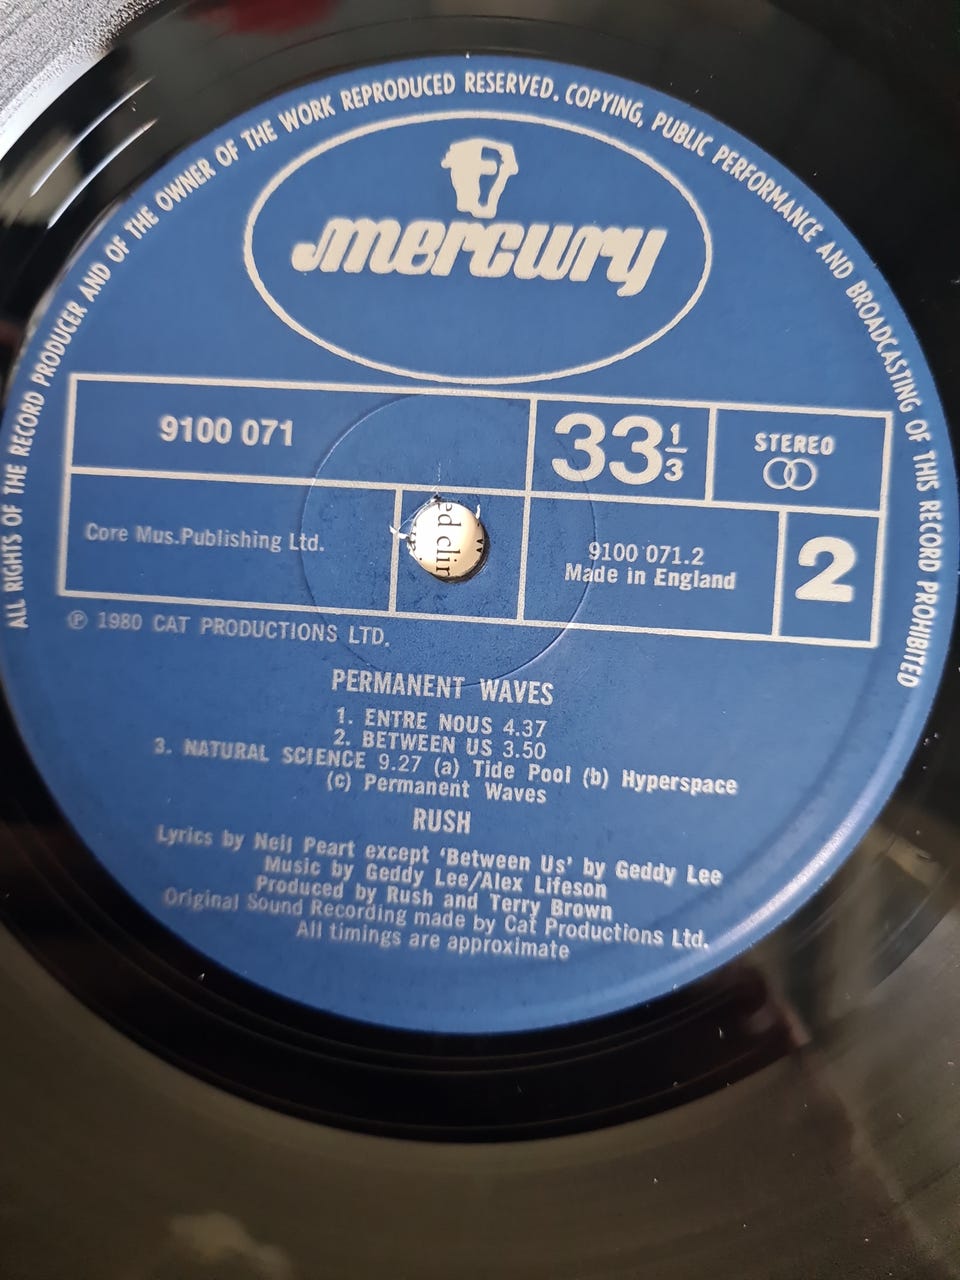 ALL RIGHTS OF THE RECORD PRODUCER AND OF THE OWNER OF THE WORK REPRODUCED RESERVED. COPYING, PUBLIC PERFORMANCE AND BROADCASTING OF THIS RECORD PROHIBITED
mercury
9100 071
33 1/3
STEREO
Core Mus.Publishing Ltd.
ed clin
9100 071.2
Made in England
2
℗ 1980 CAT PRODUCTIONS LTD.
PERMANENT WAVES
1. ENTRE NOUS 4.37
2. BETWEEN US 3.50
3. NATURAL SCIENCE 9.27 (a) Tide Pool (b) Hyperspace
(c) Permanent Waves
RUSH
Lyrics by Neil Peart except 'Between Us' by Geddy Lee
Music by Geddy Lee/Alex Lifeson
Produced by Rush and Terry Brown
Original Sound Recording made by Cat Productions Ltd.
All timings are approximate